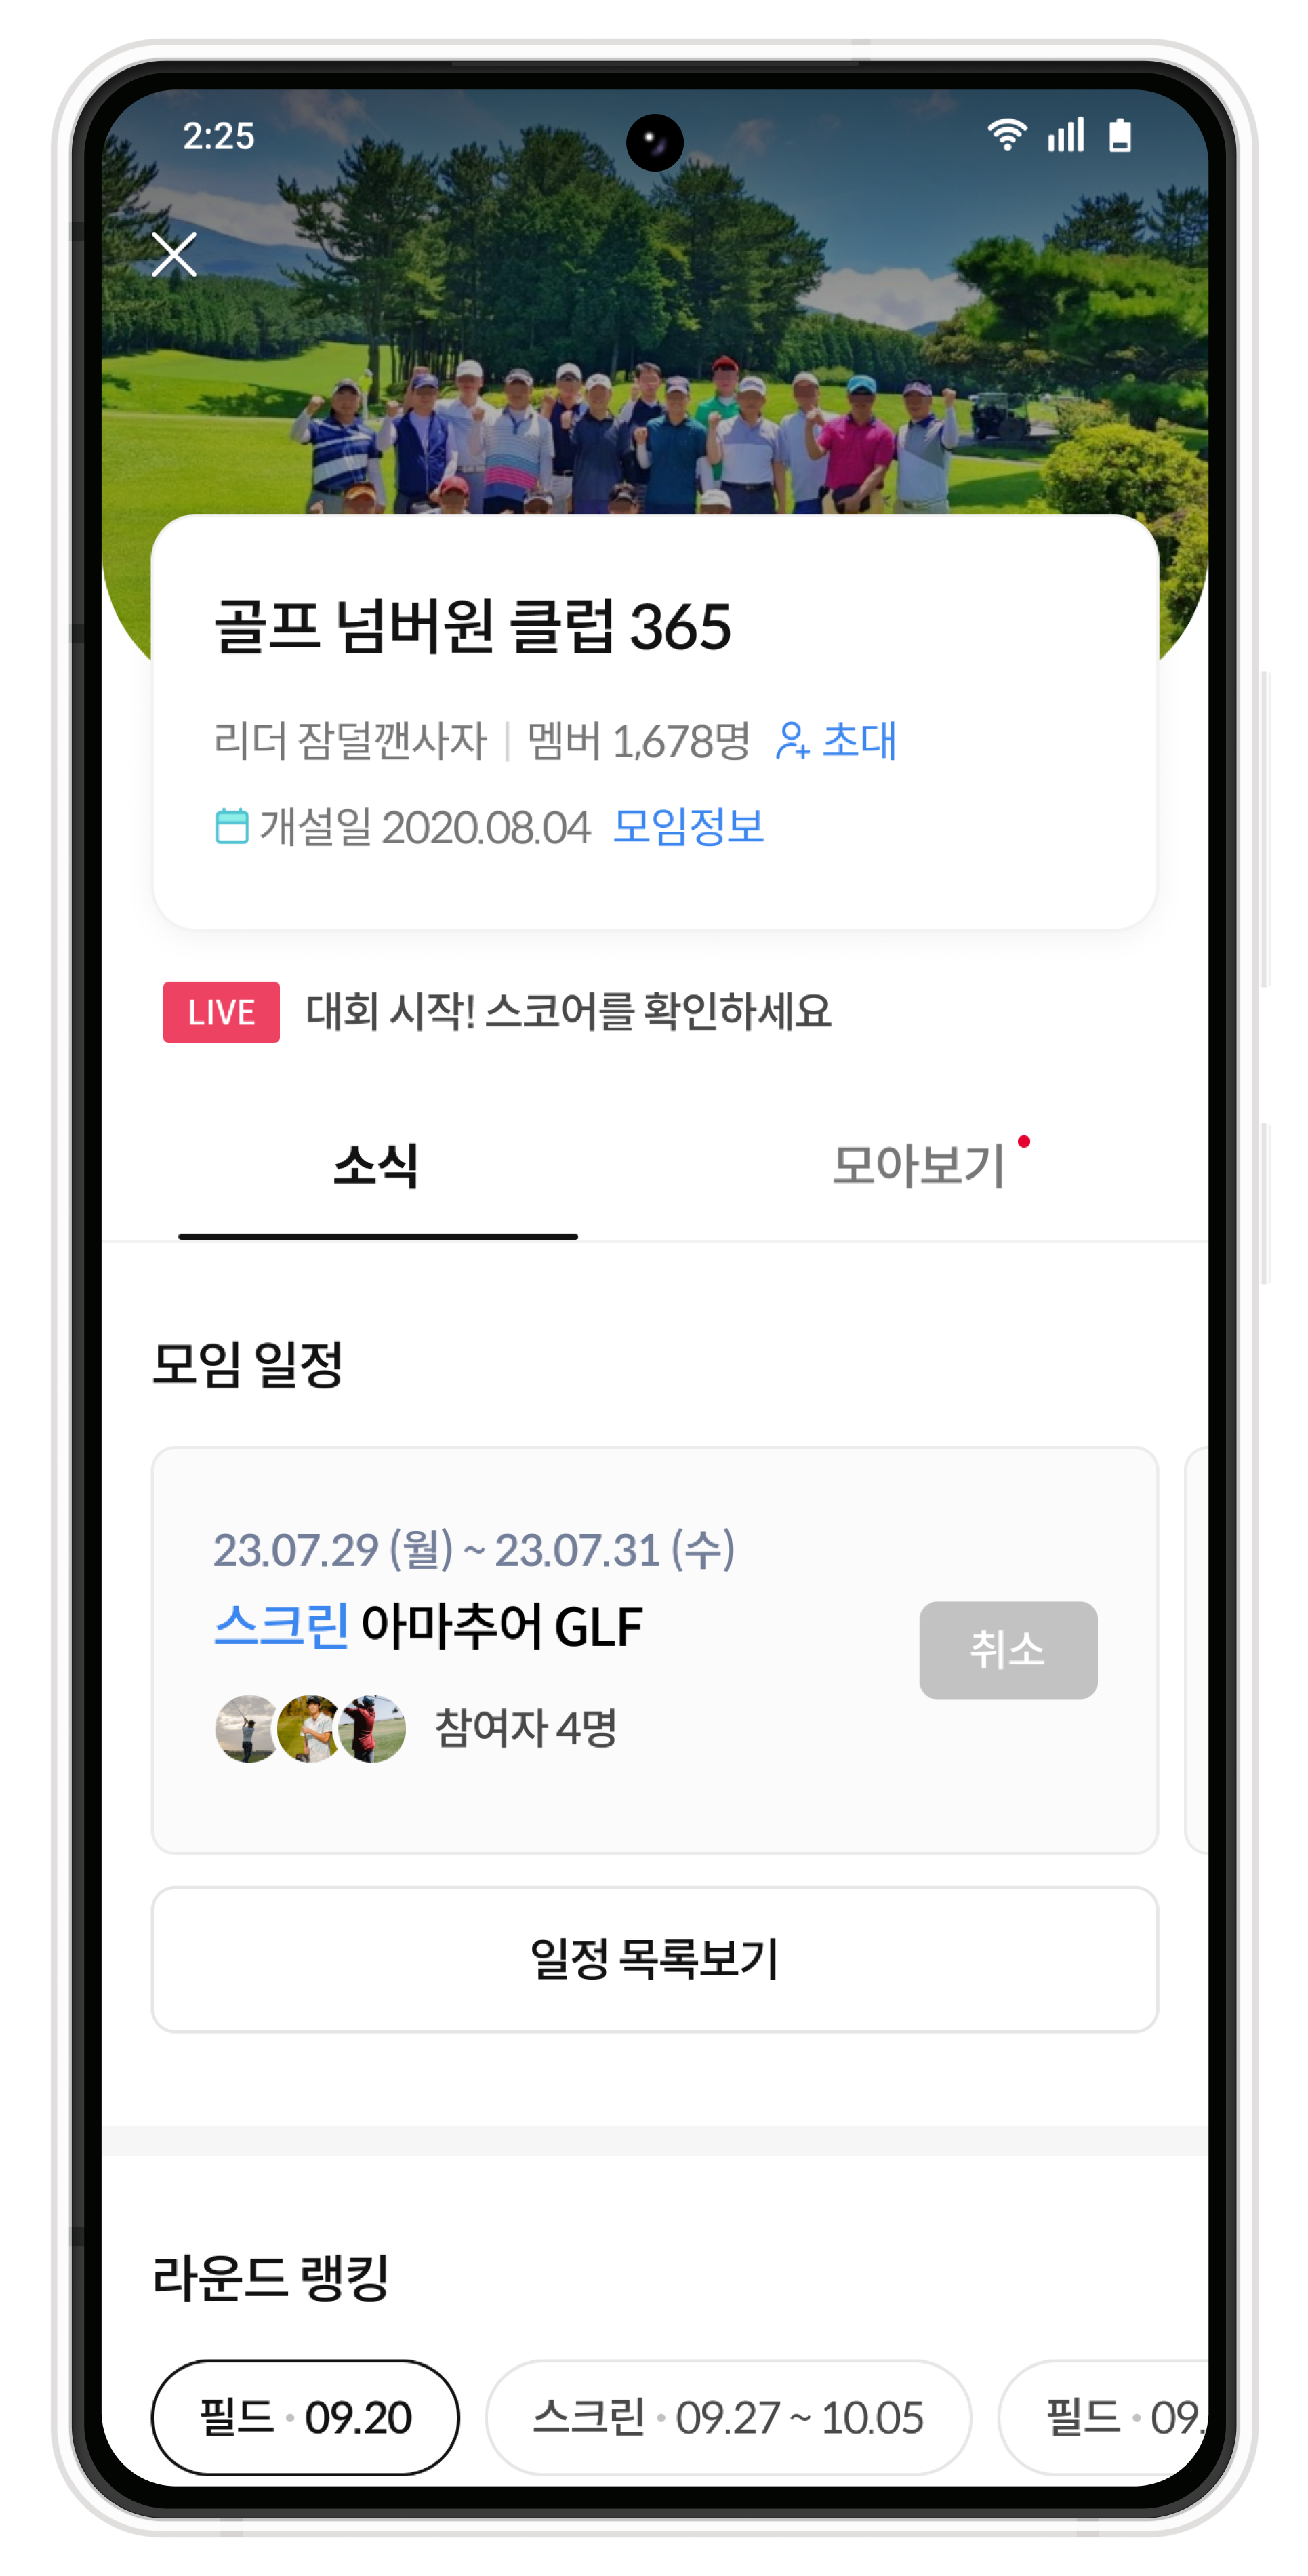 2:25
골프 넘버원 클럽 365
리더 잠덜깬사자 | 멤버 1,678명 초대
개설일 2020.08.04 모임정보
LIVE 대회 시작! 스코어를 확인하세요
소식 모아보기
모임 일정
23.07.29 (월) ~ 23.07.31 (수)
스크린 아마추어 GLF
취소
참여자 4명
일정 목록보기
라운드 랭킹
필드 • 09.20 스크린 • 09.27 ~ 10.05 필드 • 09.